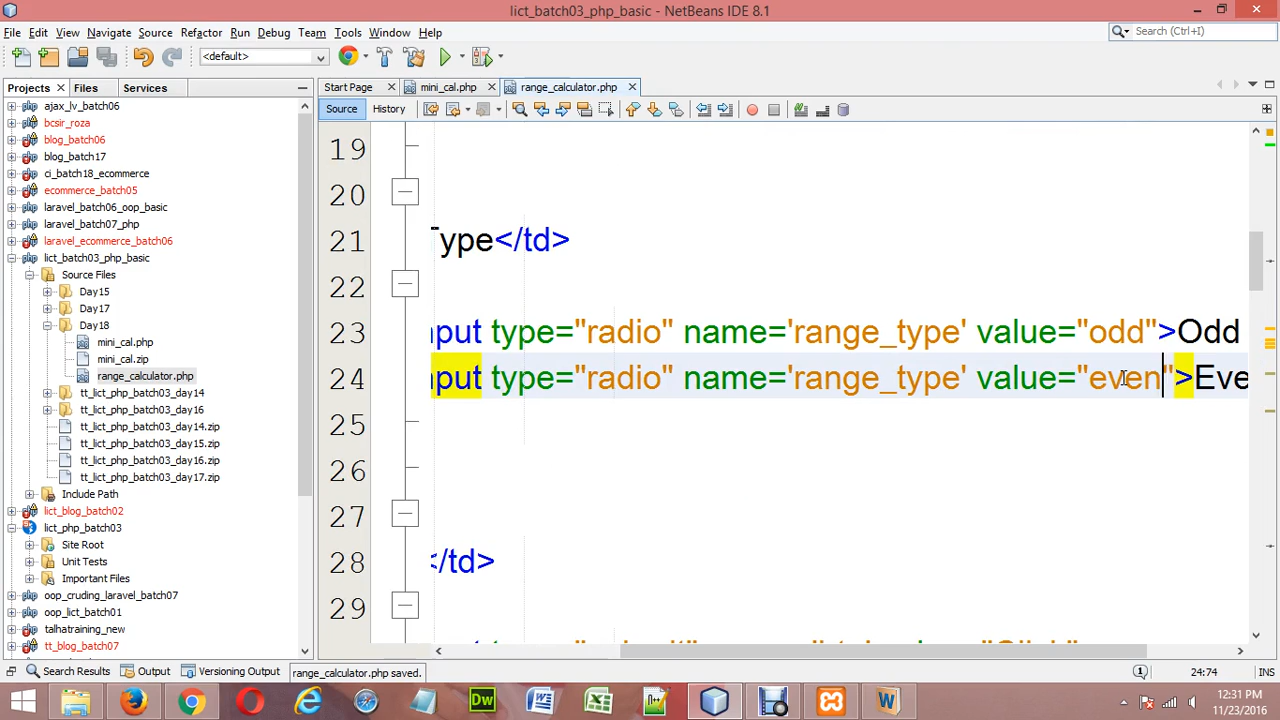 lict_batch03_php_basic - NetBeans IDE 8.1
File Edit View Navigate Source Refactor Run Debug Team Tools Window Help
Search (Ctrl+I)
<default>
Projects Files Services
Start Page mini_cal.php range_calculator.php
Source History
ajax_lv_batch06
bcsir_roza
blog_batch06
blog_batch17
ci_batch18_ecommerce
ecommerce_batch05
laravel_batch06_oop_basic
laravel_batch07_php
laravel_ecommerce_batch06
lict_batch03_php_basic
Source Files
Day15
Day17
Day18
mini_cal.php
mini_cal.zip
range_calculator.php
tt_lict_php_batch03_day14
tt_lict_php_batch03_day16
tt_lict_php_batch03_day14.zip
tt_lict_php_batch03_day15.zip
tt_lict_php_batch03_day16.zip
tt_lict_php_batch03_day17.zip
Include Path
lict_blog_batch02
lict_php_batch03
Site Root
Unit Tests
Important Files
oop_cruding_laravel_batch07
oop_lict_batch01
talhatraining_new
tt_blog_batch07
19
20
21 Type</td>
22
23 nput type="radio" name='range_type' value="odd">Odd
24 nput type="radio" name='range_type' value="even">Eve
25
26
27
28 </td>
29
Search Results Output Versioning Output range_calculator.php saved. 24:74 INS
12:31 PM
11/23/2016